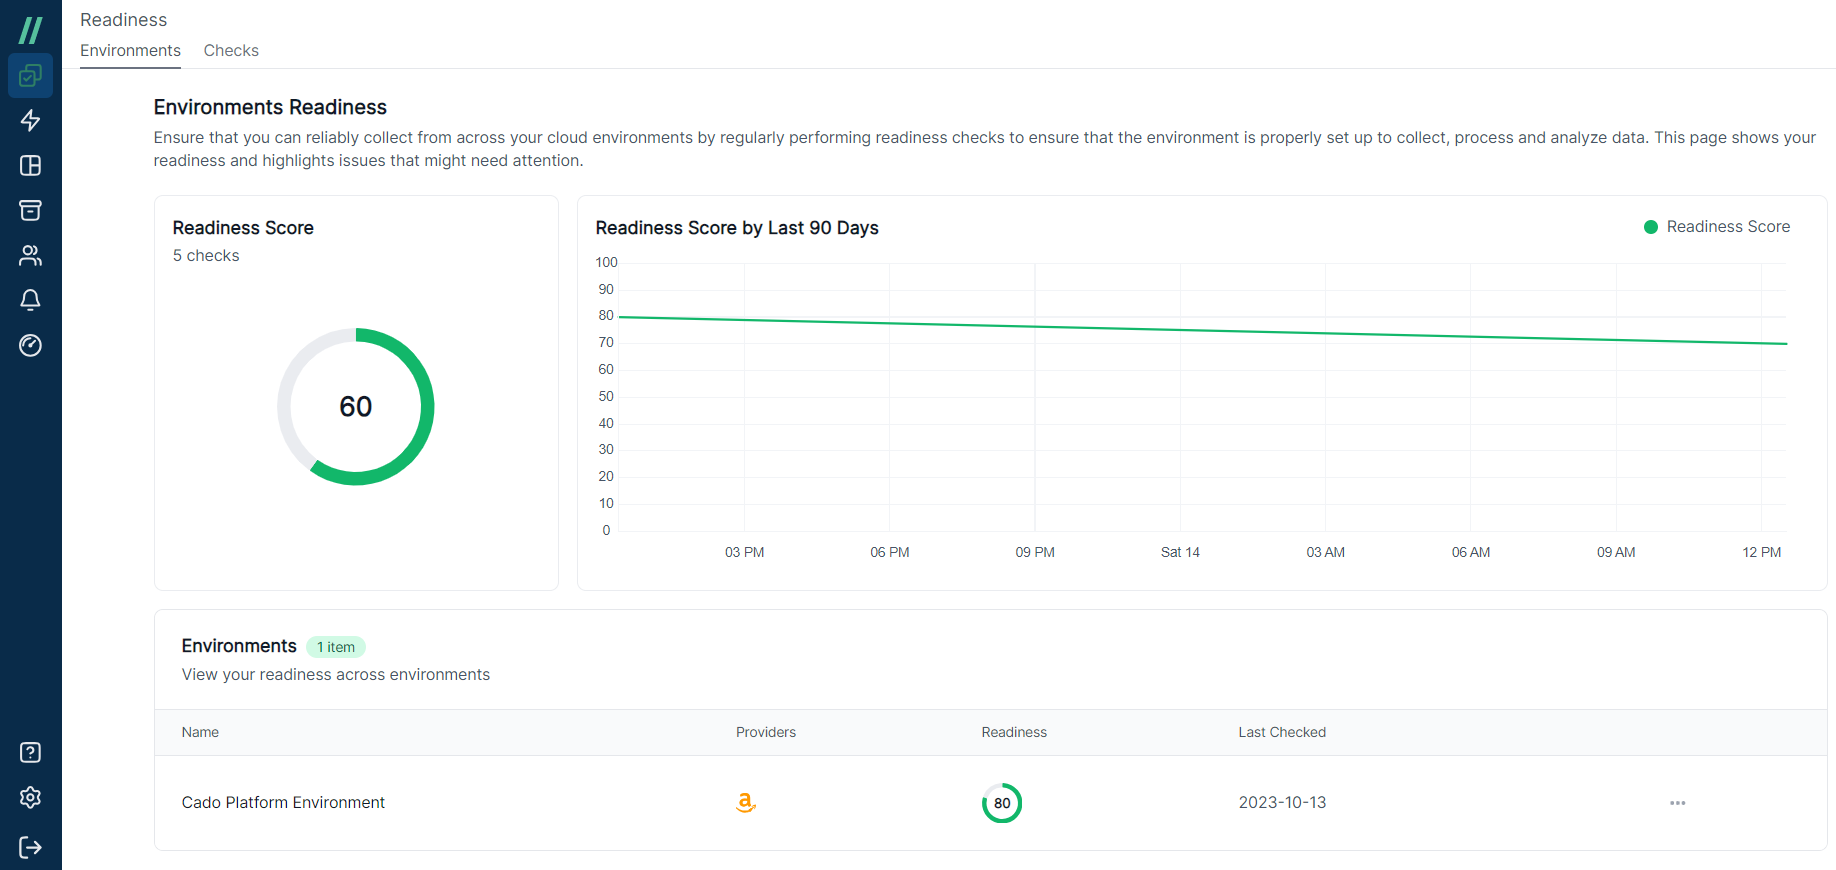 Readiness
Environments Checks
Environments Readiness
Ensure that you can reliably collect from across your cloud environments by regularly performing readiness checks to ensure that the environment is properly set up to collect, process and analyze data. This page shows your
readiness and highlights issues that might need attention.
Readiness Score
5 checks
60
Readiness Score by Last 90 Days
Readiness Score
100
90
80
70
60
50
40
30
20
10
0
03 PM 06 PM 09 PM Sat 14 03 AM 06 AM 09 AM 12 PM
Environments 1 item
View your readiness across environments
Name Providers Readiness Last Checked
Cado Platform Environment a 80 2023-10-13